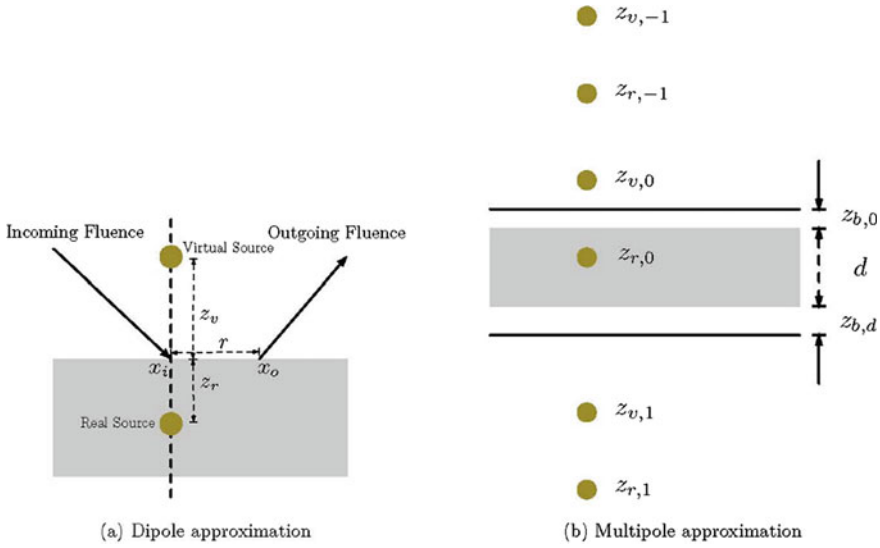 Incoming Fluence
Outgoing Fluence
Virtual Source
z_v
r
x_i
x_o
z_r
Real Source
(a) Dipole approximation
z_{v,-1}
z_{r,-1}
z_{v,0}
z_{b,0}
z_{r,0}
d
z_{b,d}
z_{v,1}
z_{r,1}
(b) Multipole approximation